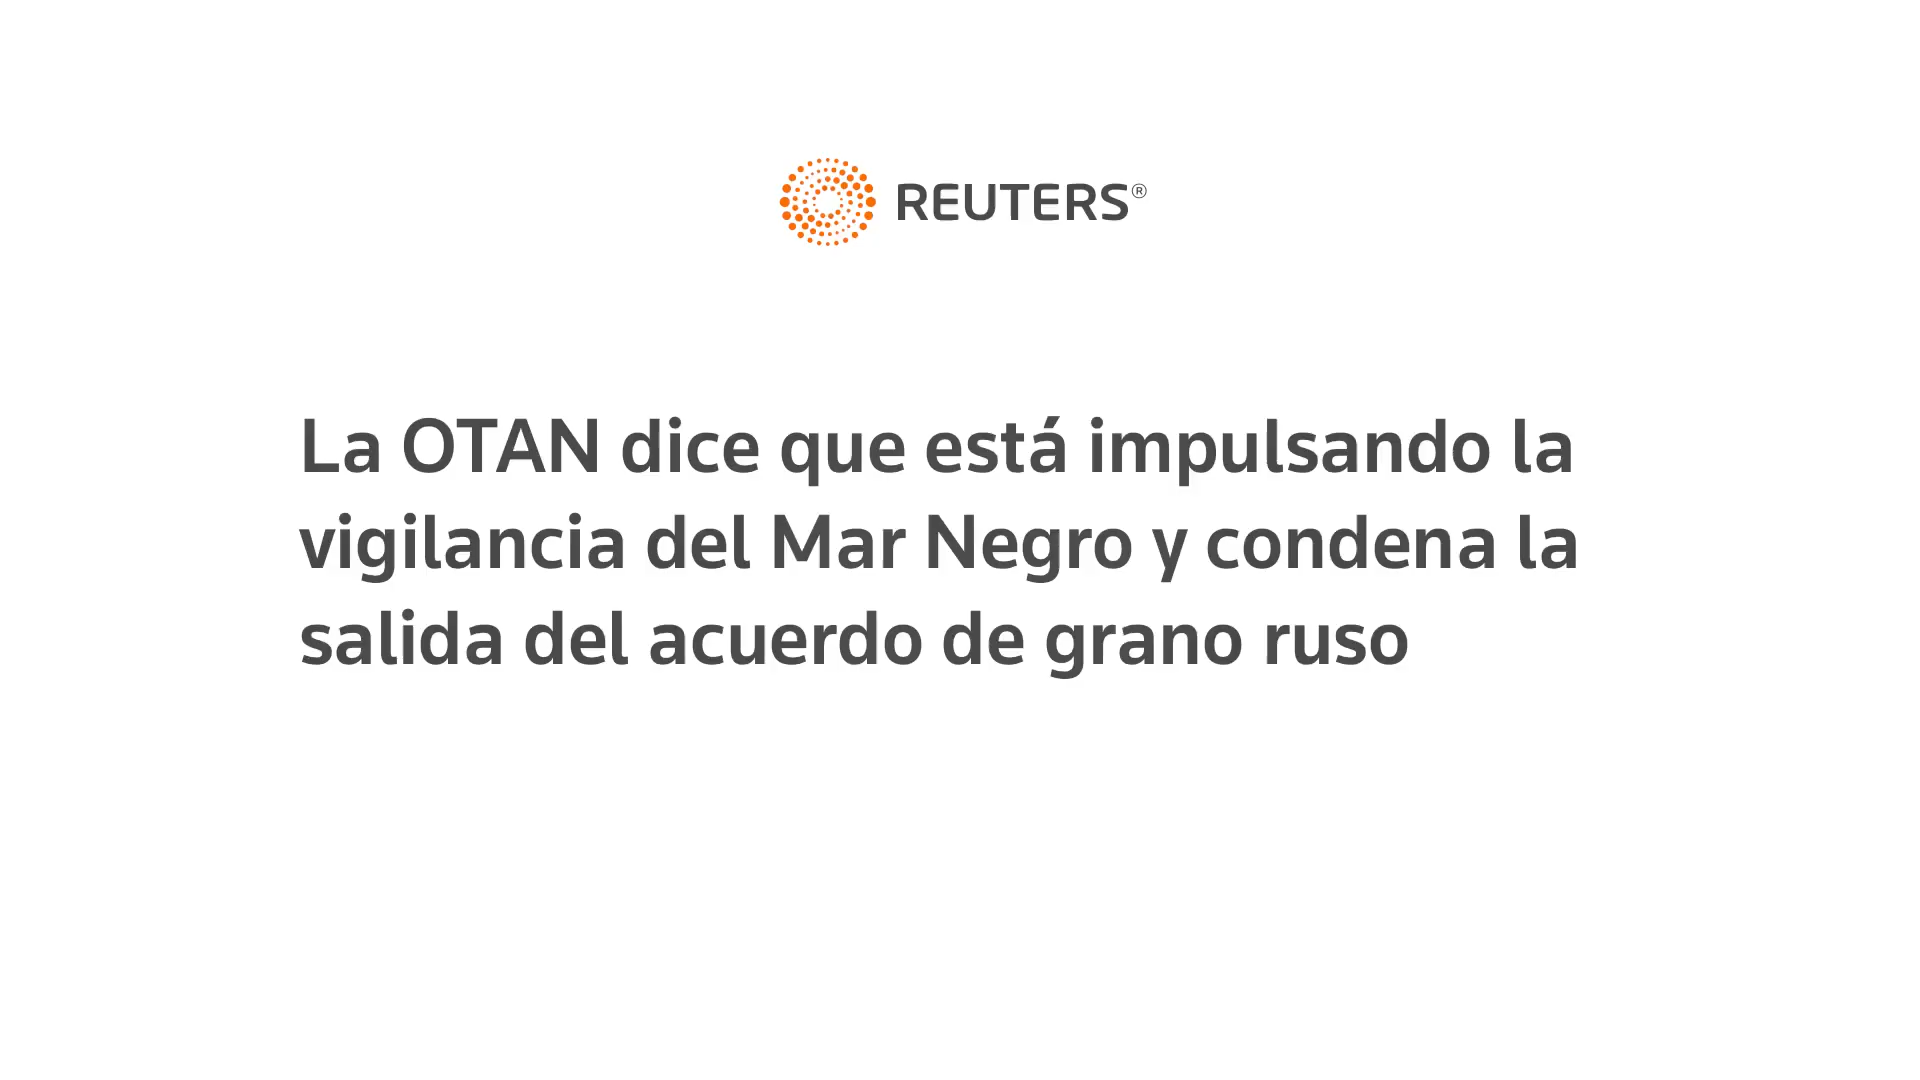 REUTERS®
La OTAN dice que está impulsando la
vigilancia del Mar Negro y condena la
salida del acuerdo de grano ruso